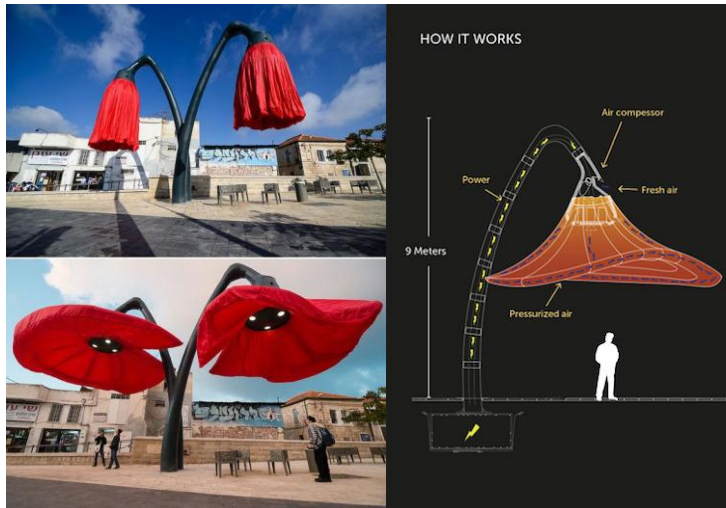 HOW IT WORKS
Air compessor
Fresh air
Power
9 Meters
Pressurized air